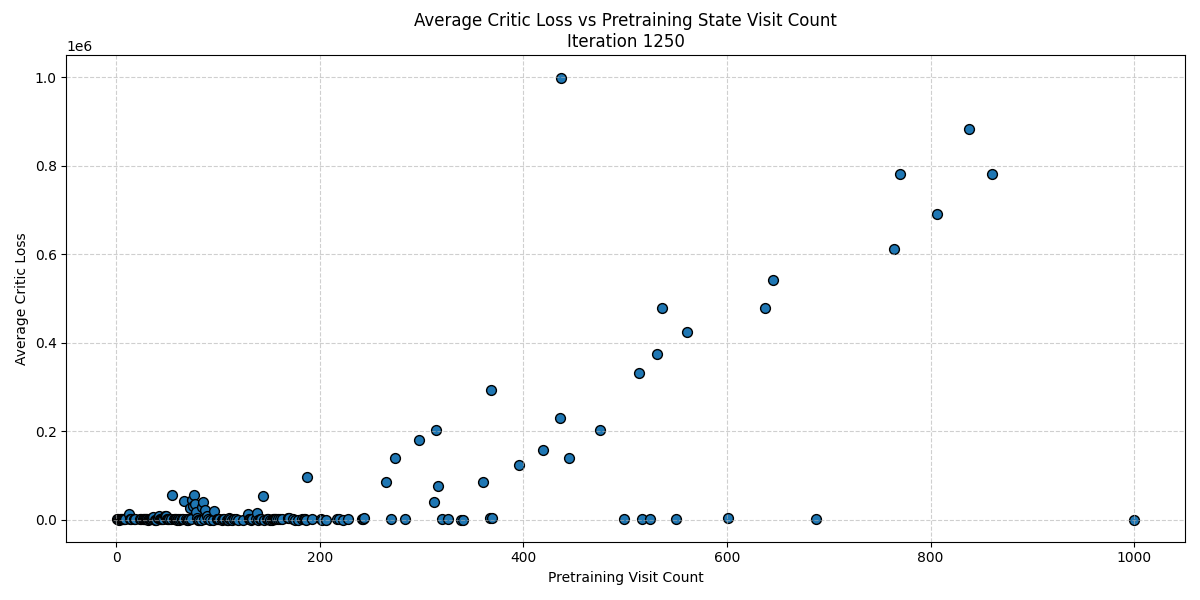 Average Critic Loss vs Pretraining State Visit Count
Iteration 1250
1e6
1.0
0.8
0.6
0.4
0.2
0.0
Average Critic Loss
0 200 400 600 800 1000
Pretraining Visit Count